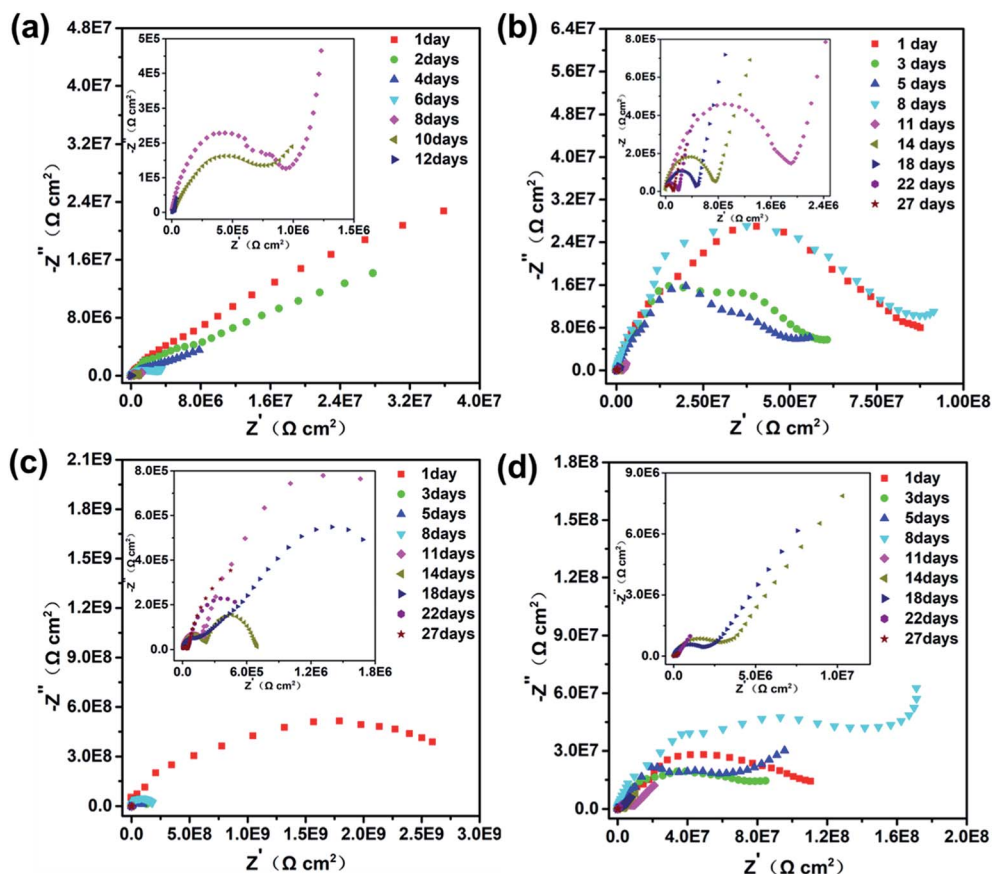 (a)
4.8E7
4.0E7
3.2E7
2.4E7
1.6E7
8.0E6
0.0
-Z''（Ω cm²）
0.0 8.0E6 1.6E7 2.4E7 3.2E7 4.0E7
Z'（Ω cm²）
1day
2days
4days
6days
8days
10days
12days
5E5
4E5
3E5
2E5
1E5
0
-Z''（Ω cm²）
0.0 5.0E5 1.0E6 1.5E6
Z'（Ω cm²）
(b)
6.4E7
5.6E7
4.8E7
4.0E7
3.6E7
2.6E7
1.6E7
8.0E6
0.0
-Z''（Ω cm²）
0.0 2.50E7 5.00E7 7.50E7 1.00E8
Z'（Ω cm²）
1 day
3 days
5 days
8 days
11 days
14 days
18 days
22 days
27 days
8.0E5
6.0E5
4.0E5
2.0E5
0.0
-Z''（Ω cm²）
0.0 8.0E5 1.6E6 2.4E6
Z'（Ω cm²）
(c)
2.1E9
1.8E9
1.5E9
1.2E9
9.0E8
6.0E8
3.0E8
0.0
-Z''（Ω cm²）
0.0 5.0E8 1.0E9 1.5E9 2.0E9 2.5E9 3.0E9
Z'（Ω cm²）
1day
3days
5days
8days
11days
14days
18days
22days
27days
8.0E5
6.0E5
4.0E5
2.0E5
0.0
-Z''（Ω cm²）
0.0 6.0E5 1.2E6 1.8E6
Z'（Ω cm²）
(d)
1.8E8
1.5E8
1.2E8
9.0E7
6.0E7
3.0E7
0.0
-Z''（Ω cm²）
0.0 4.0E7 8.0E7 1.2E8 1.6E8 2.0E8
Z'（Ω cm²）
1day
3days
5days
8days
11days
14days
18days
22days
27days
9.0E6
6.0E6
3.0E6
0.0
-Z''（Ω cm²）
0.0 5.0E6 1.0E7
Z'（Ω cm²）